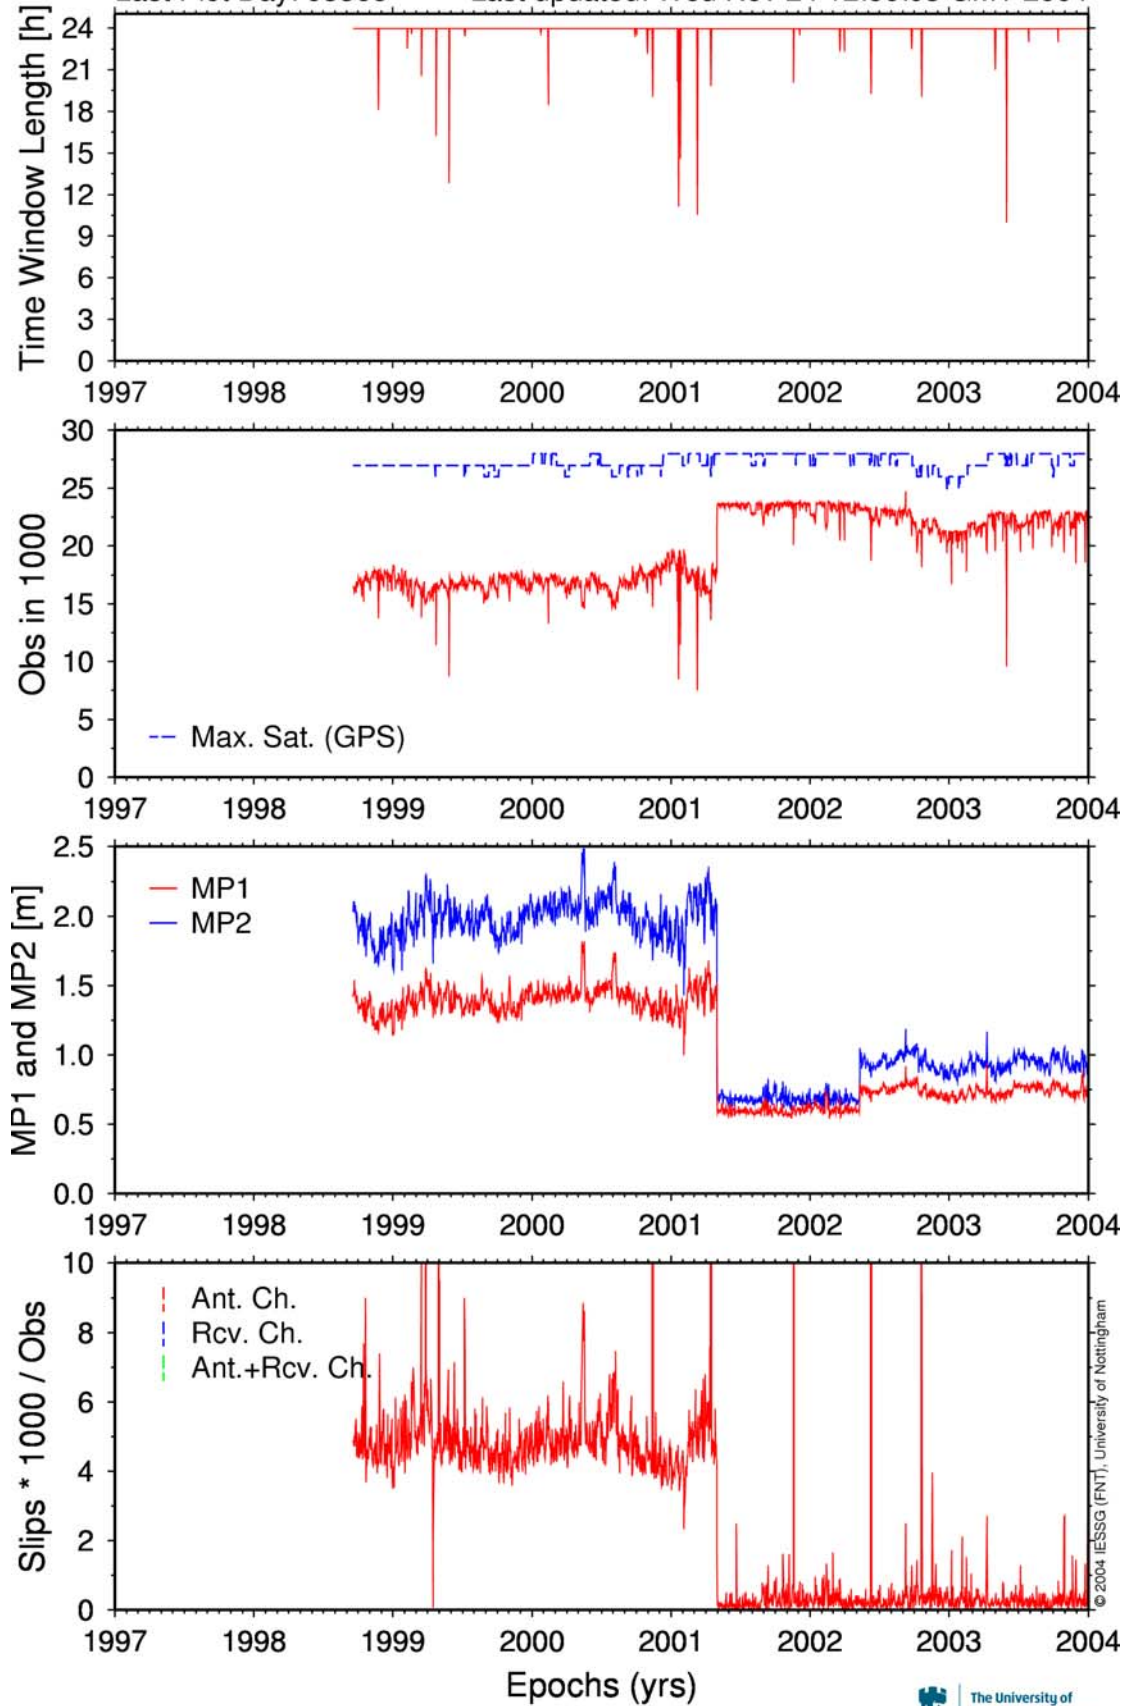 Time Window Length [h]
24
21
18
15
12
9
6
3
0
1997 1998 1999 2000 2001 2002 2003 2004
Obs in 1000
30
25
20
15
10
5
0
Max. Sat. (GPS)
1997 1998 1999 2000 2001 2002 2003 2004
MP1 and MP2 [m]
2.5
2.0
1.5
1.0
0.5
0.0
MP1
MP2
1997 1998 1999 2000 2001 2002 2003 2004
Slips * 1000 / Obs
10
8
6
4
2
0
Ant. Ch.
Rcv. Ch.
Ant.+Rcv. Ch.
© 2004 IESSG (FNT), University of Nottingham
1997 1998 1999 2000 2001 2002 2003 2004
Epochs (yrs)
The University of